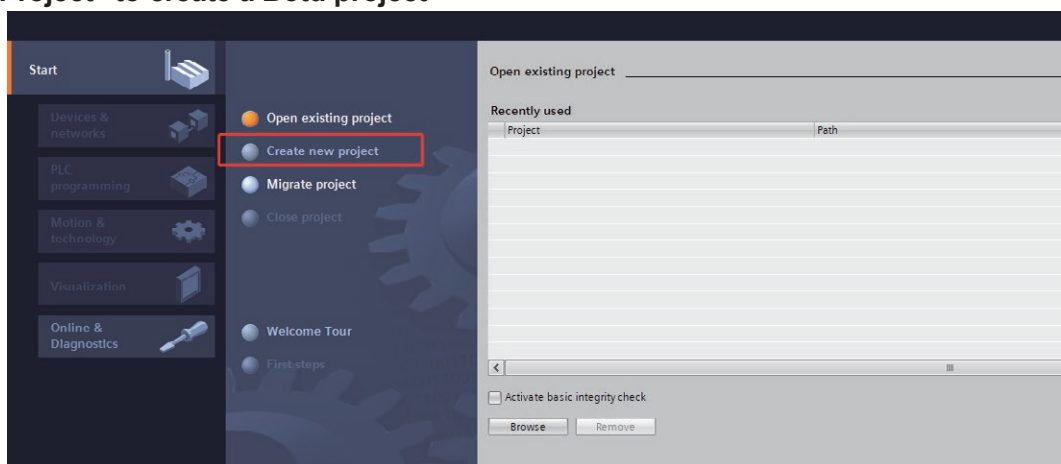 Project" to create a Beta project
Start
Devices &
networks
PLC
programming
Motion &
technology
Visualization
Online &
Diagnostics
Open existing project
Create new project
Migrate project
Close project
Welcome Tour
First steps
Open existing project
Recently used
Project Path
Activate basic integrity check
Browse Remove